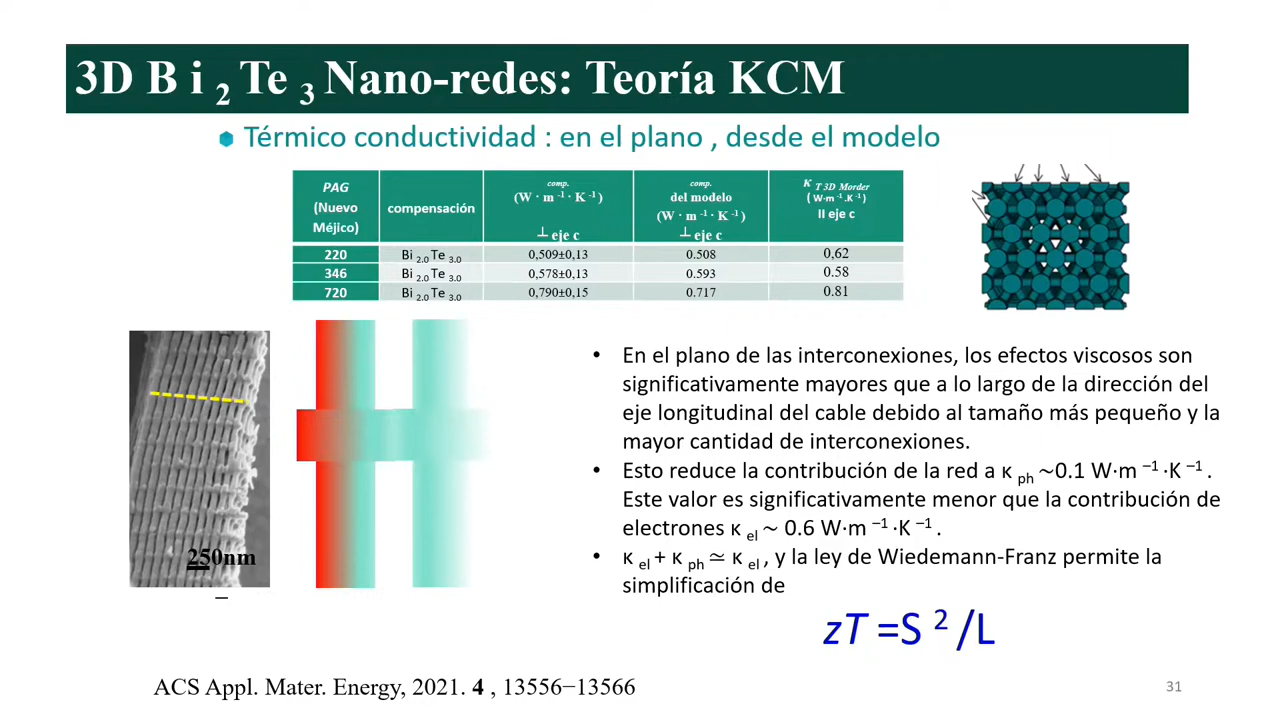 3D B i 2 Te 3 Nano-redes: Teoría KCM
Térmico conductividad : en el plano , desde el modelo
PAG (Nuevo Méjico) | compensación | comp. (W · m -1 · K -1 ) ⊥ eje c | comp. del modelo (W · m -1 · K -1 ) ⊥ eje c | κ T 3D Morder ( W·m -1 .K -1 ) II eje c
220 | Bi 2.0 Te 3.0 | 0,509±0,13 | 0.508 | 0,62
346 | Bi 2.0 Te 3.0 | 0,578±0,13 | 0.593 | 0.58
720 | Bi 2.0 Te 3.0 | 0,790±0,15 | 0.717 | 0.81
250nm
• En el plano de las interconexiones, los efectos viscosos son
significativamente mayores que a lo largo de la dirección del
eje longitudinal del cable debido al tamaño más pequeño y la
mayor cantidad de interconexiones.
• Esto reduce la contribución de la red a κ ph ~0.1 W·m –1 ·K –1 .
Este valor es significativamente menor que la contribución de
electrones κ el ~ 0.6 W·m –1 ·K –1 .
• κ el + κ ph ≃ κ el , y la ley de Wiedemann-Franz permite la
simplificación de
zT =S 2 /L
ACS Appl. Mater. Energy, 2021. 4 , 13556−13566
31